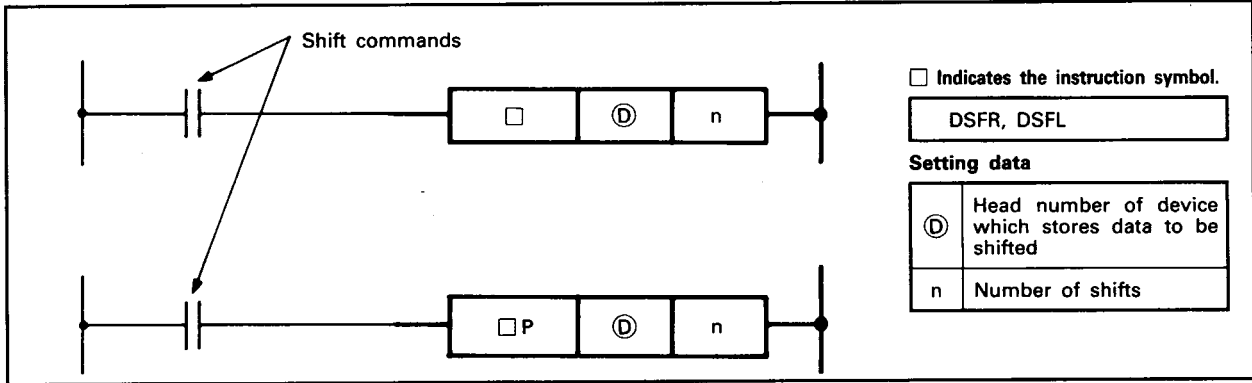 Shift commands
□ Ⓓ n
□P Ⓓ n
□ Indicates the instruction symbol.
DSFR, DSFL
Setting data
Ⓓ Head number of device
which stores data to be
shifted
n Number of shifts